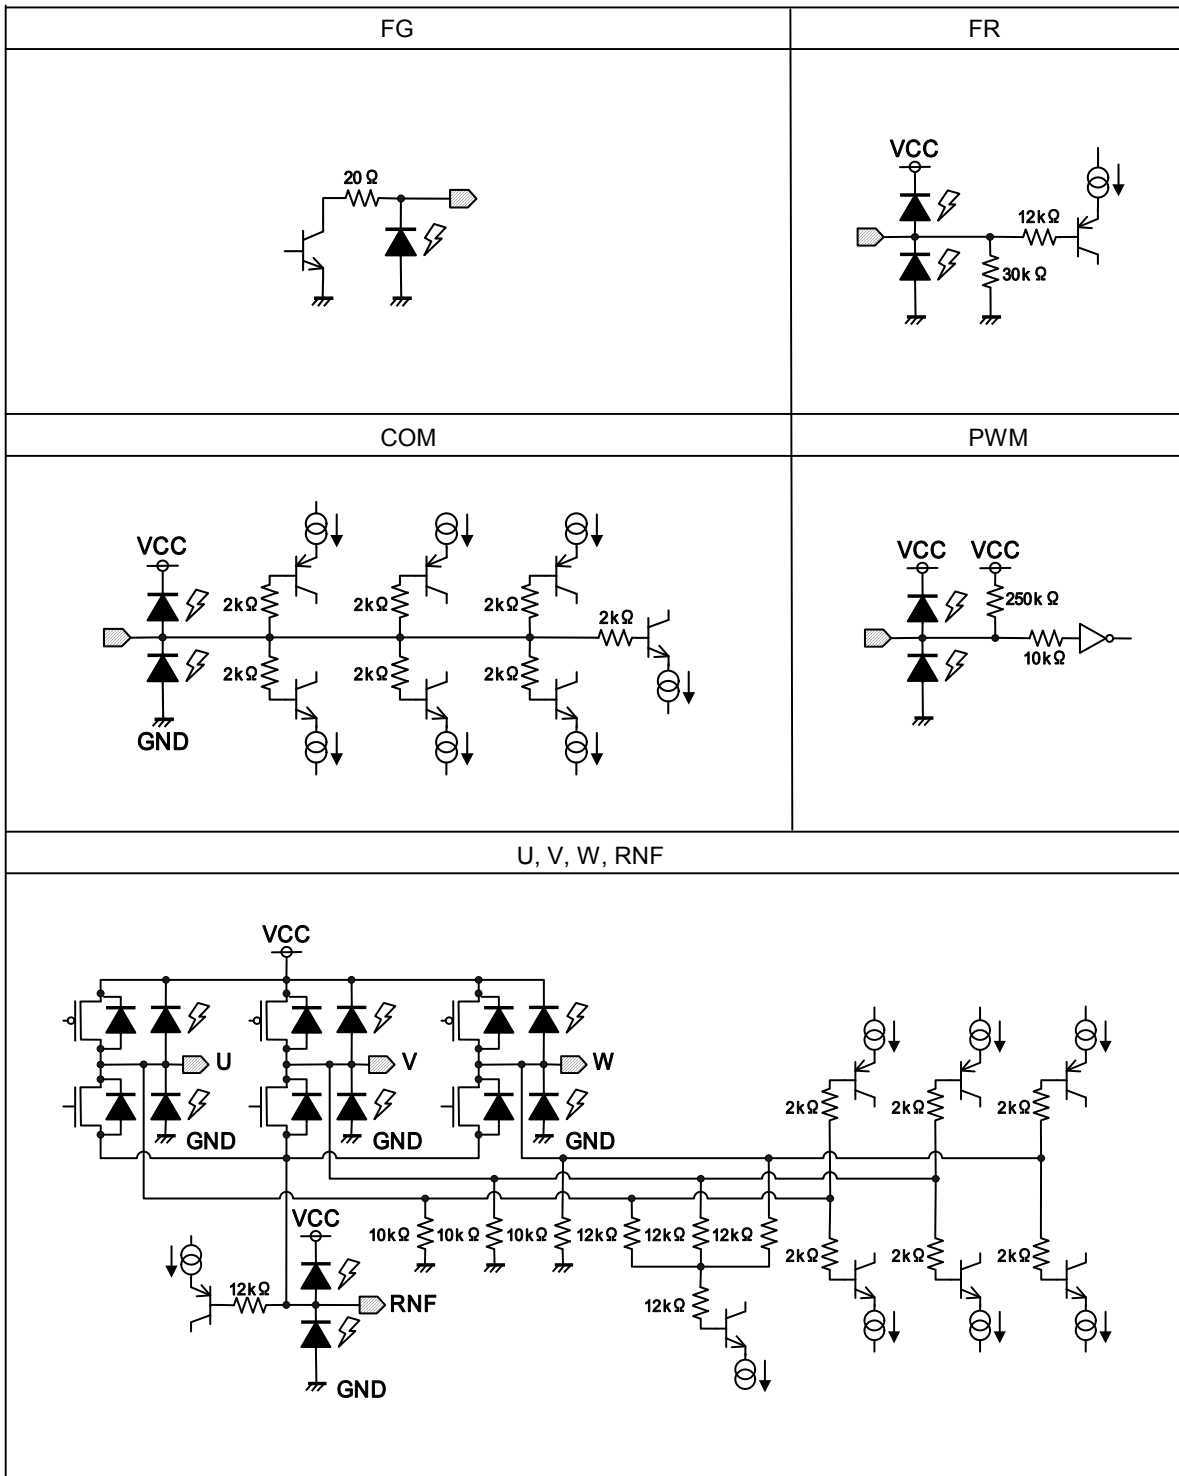 FG
FR
20Ω
VCC
12kΩ
30kΩ
COM
PWM
VCC
2kΩ 2kΩ 2kΩ
2kΩ
2kΩ 2kΩ 2kΩ
GND
VCC VCC
250kΩ
10kΩ
U, V, W, RNF
VCC
U V W
GND GND GND
2kΩ 2kΩ 2kΩ
VCC
10kΩ 10kΩ 10kΩ 12kΩ 12kΩ 12kΩ
2kΩ 2kΩ 2kΩ
12kΩ
RNF
12kΩ
GND